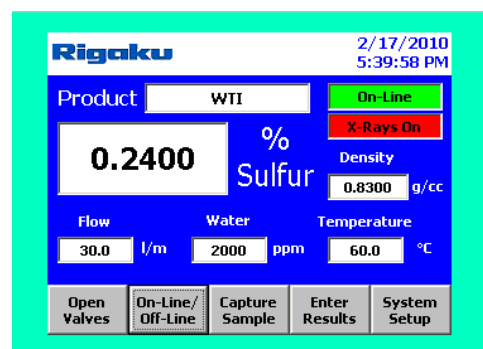 Rigaku
2/17/2010
5:39:58 PM
Product WTI
On-Line
X-Rays On
0.2400 % Sulfur
Density
0.8300 g/cc
Flow Water Temperature
30.0 l/m 2000 ppm 60.0 °C
Open Valves
On-Line/ Off-Line
Capture Sample
Enter Results
System Setup